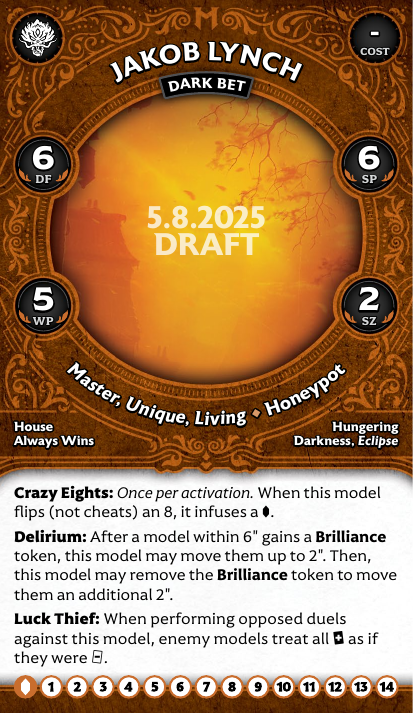 -
COST
JAKOB LYNCH
DARK BET
6
DF
6
SP
5.8.2025
DRAFT
5
WP
2
SZ
Master, Unique, Living ◆ Honeypot
House
Always Wins
Hungering
Darkness, Eclipse
Crazy Eights: Once per activation. When this model
flips (not cheats) an 8, it infuses a ⬮.
Delirium: After a model within 6" gains a Brilliance
token, this model may move them up to 2". Then,
this model may remove the Brilliance token to move
them an additional 2".
Luck Thief: When performing opposed duels
against this model, enemy models treat all 🃏 as if
they were 🃟.
1 2 3 4 5 6 7 8 9 10 11 12 13 14